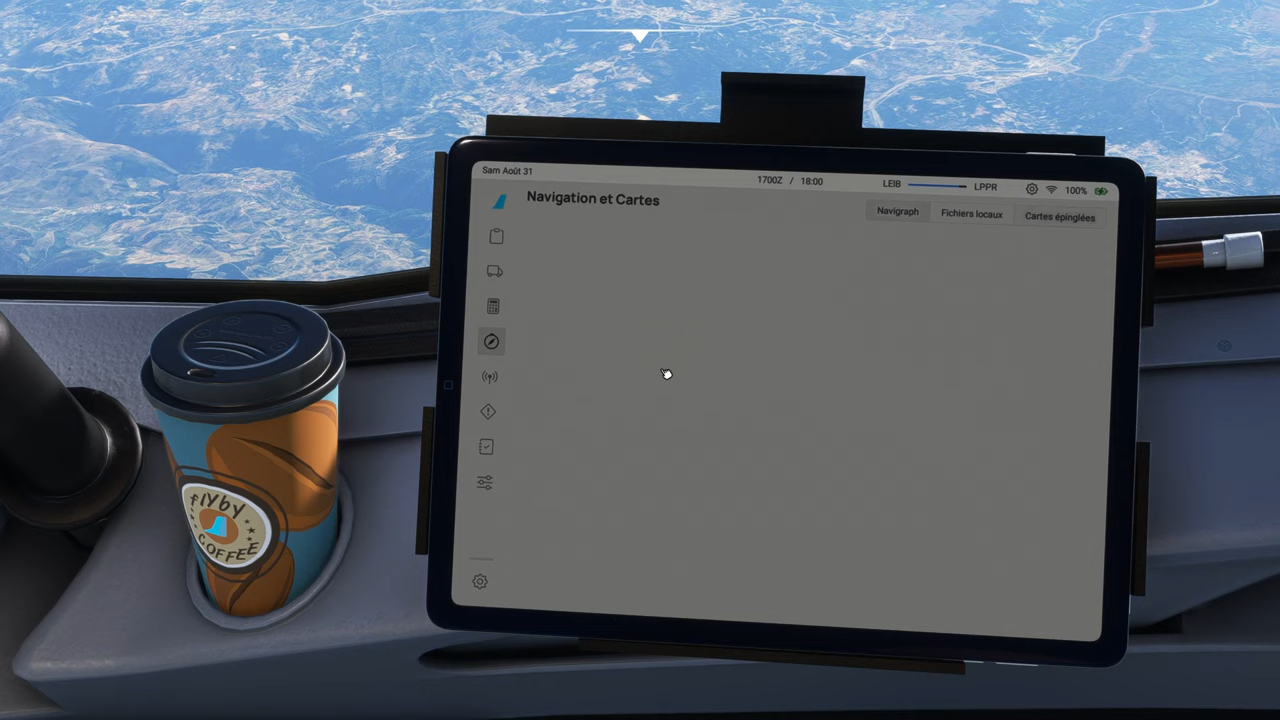 Sam Août 31
1700Z / 18:00
LEIB
LPPR
100%
Navigation et Cartes
Navigraph
Fichiers locaux
Cartes épinglées
flyby
COFFEE